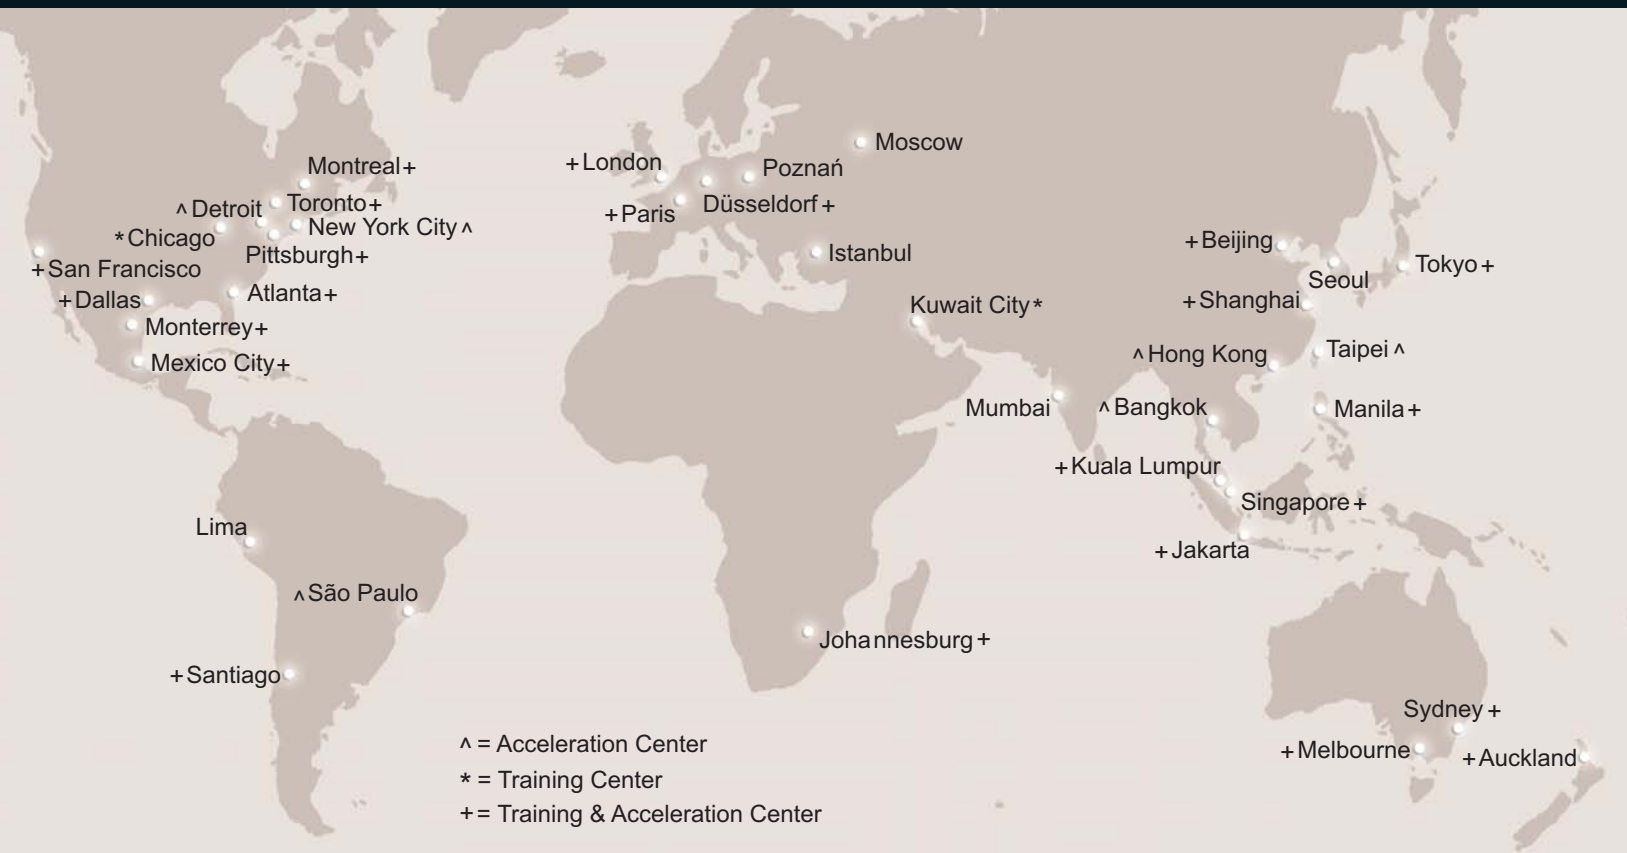 Moscow
+London
Poznań
Montreal+
^Detroit
Toronto+
+Paris
Düsseldorf+
*Chicago
New York City^
Pittsburgh+
Istanbul
+Beijing
Tokyo+
+San Francisco
Seoul
+Dallas
Atlanta+
Kuwait City*
+Shanghai
Monterrey+
Mexico City+
^Hong Kong
Taipei^
Mumbai
^Bangkok
Manila+
+Kuala Lumpur
Singapore+
Lima
+Jakarta
^São Paulo
Johannesburg+
+Santiago
Sydney+
+Melbourne
+Auckland
^ = Acceleration Center
* = Training Center
+ = Training & Acceleration Center